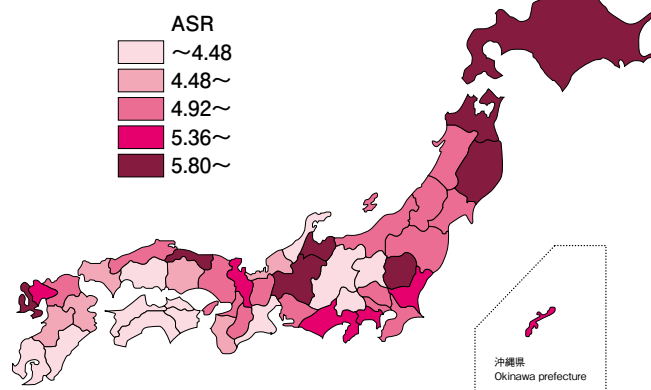 ASR
～4.48
4.48～
4.92～
5.36～
5.80～
沖縄県
Okinawa prefecture